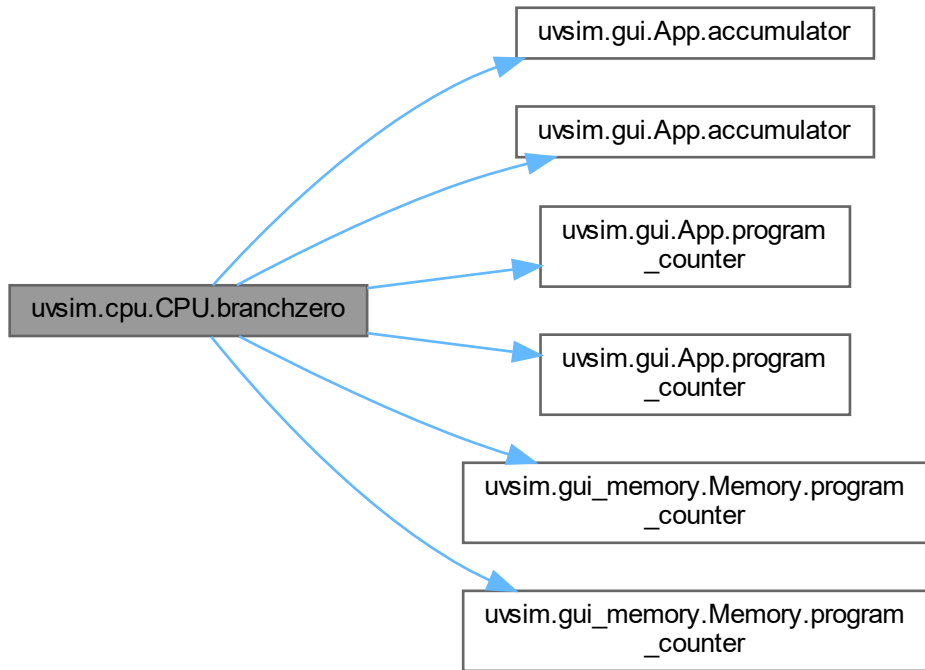 uvsim.gui.App.accumulator
uvsim.gui.App.accumulator
uvsim.gui.App.program
_counter
uvsim.cpu.CPU.branchzero
uvsim.gui.App.program
_counter
uvsim.gui_memory.Memory.program
_counter
uvsim.gui_memory.Memory.program
_counter